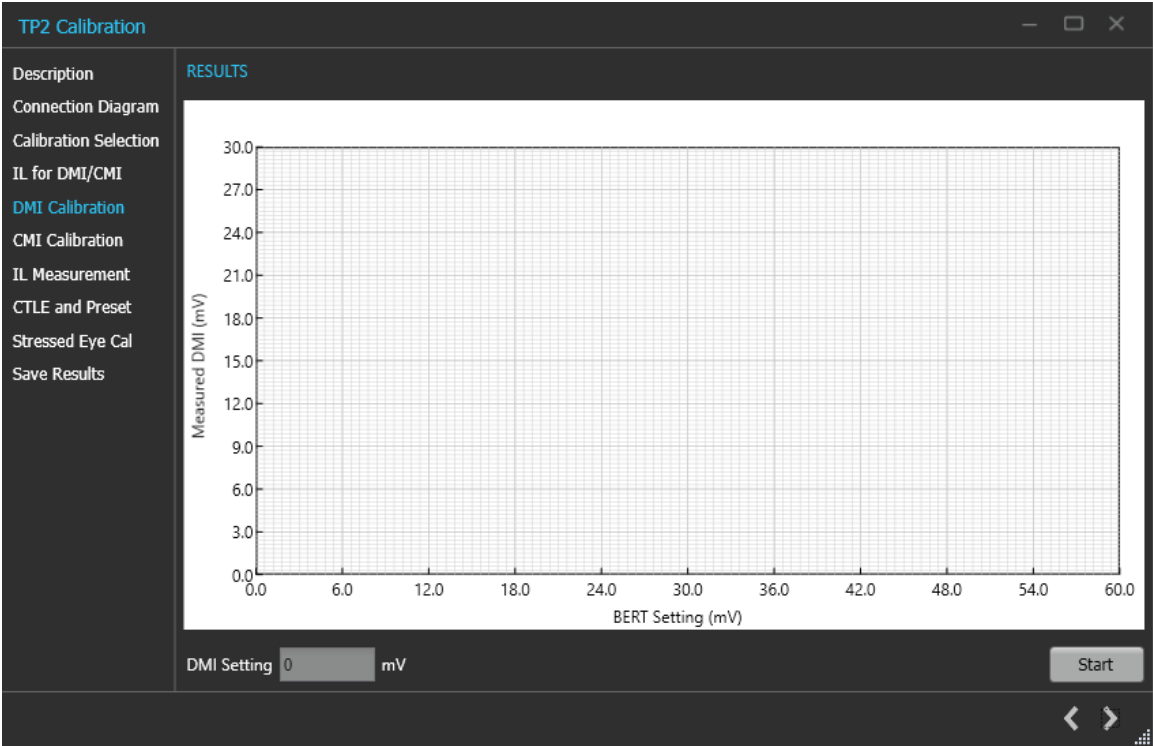 TP2 Calibration
Description
Connection Diagram
Calibration Selection
IL for DMI/CMI
DMI Calibration
CMI Calibration
IL Measurement
CTLE and Preset
Stressed Eye Cal
Save Results
RESULTS
Measured DMI (mV)
30.0
27.0
24.0
21.0
18.0
15.0
12.0
9.0
6.0
3.0
0.0
0.0 6.0 12.0 18.0 24.0 30.0 36.0 42.0 48.0 54.0 60.0
BERT Setting (mV)
DMI Setting 0 mV
Start